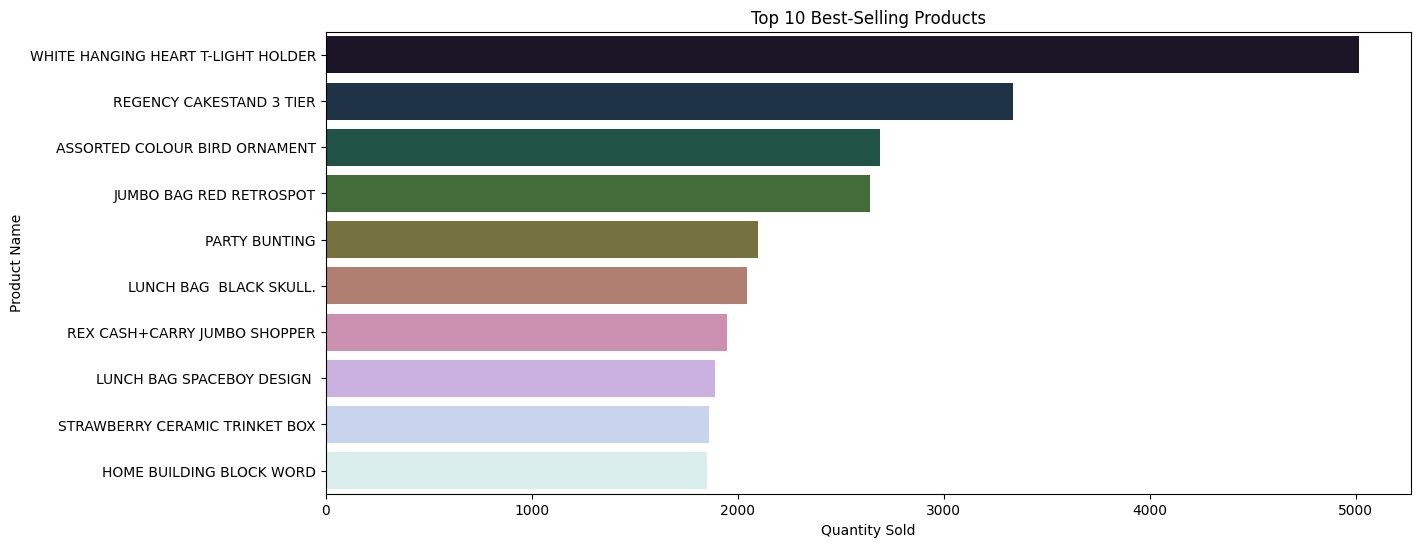 Top 10 Best-Selling Products
WHITE HANGING HEART T-LIGHT HOLDER
REGENCY CAKESTAND 3 TIER
ASSORTED COLOUR BIRD ORNAMENT
JUMBO BAG RED RETROSPOT
PARTY BUNTING
LUNCH BAG  BLACK SKULL.
REX CASH+CARRY JUMBO SHOPPER
LUNCH BAG SPACEBOY DESIGN
STRAWBERRY CERAMIC TRINKET BOX
HOME BUILDING BLOCK WORD
Product Name
0 1000 2000 3000 4000 5000
Quantity Sold